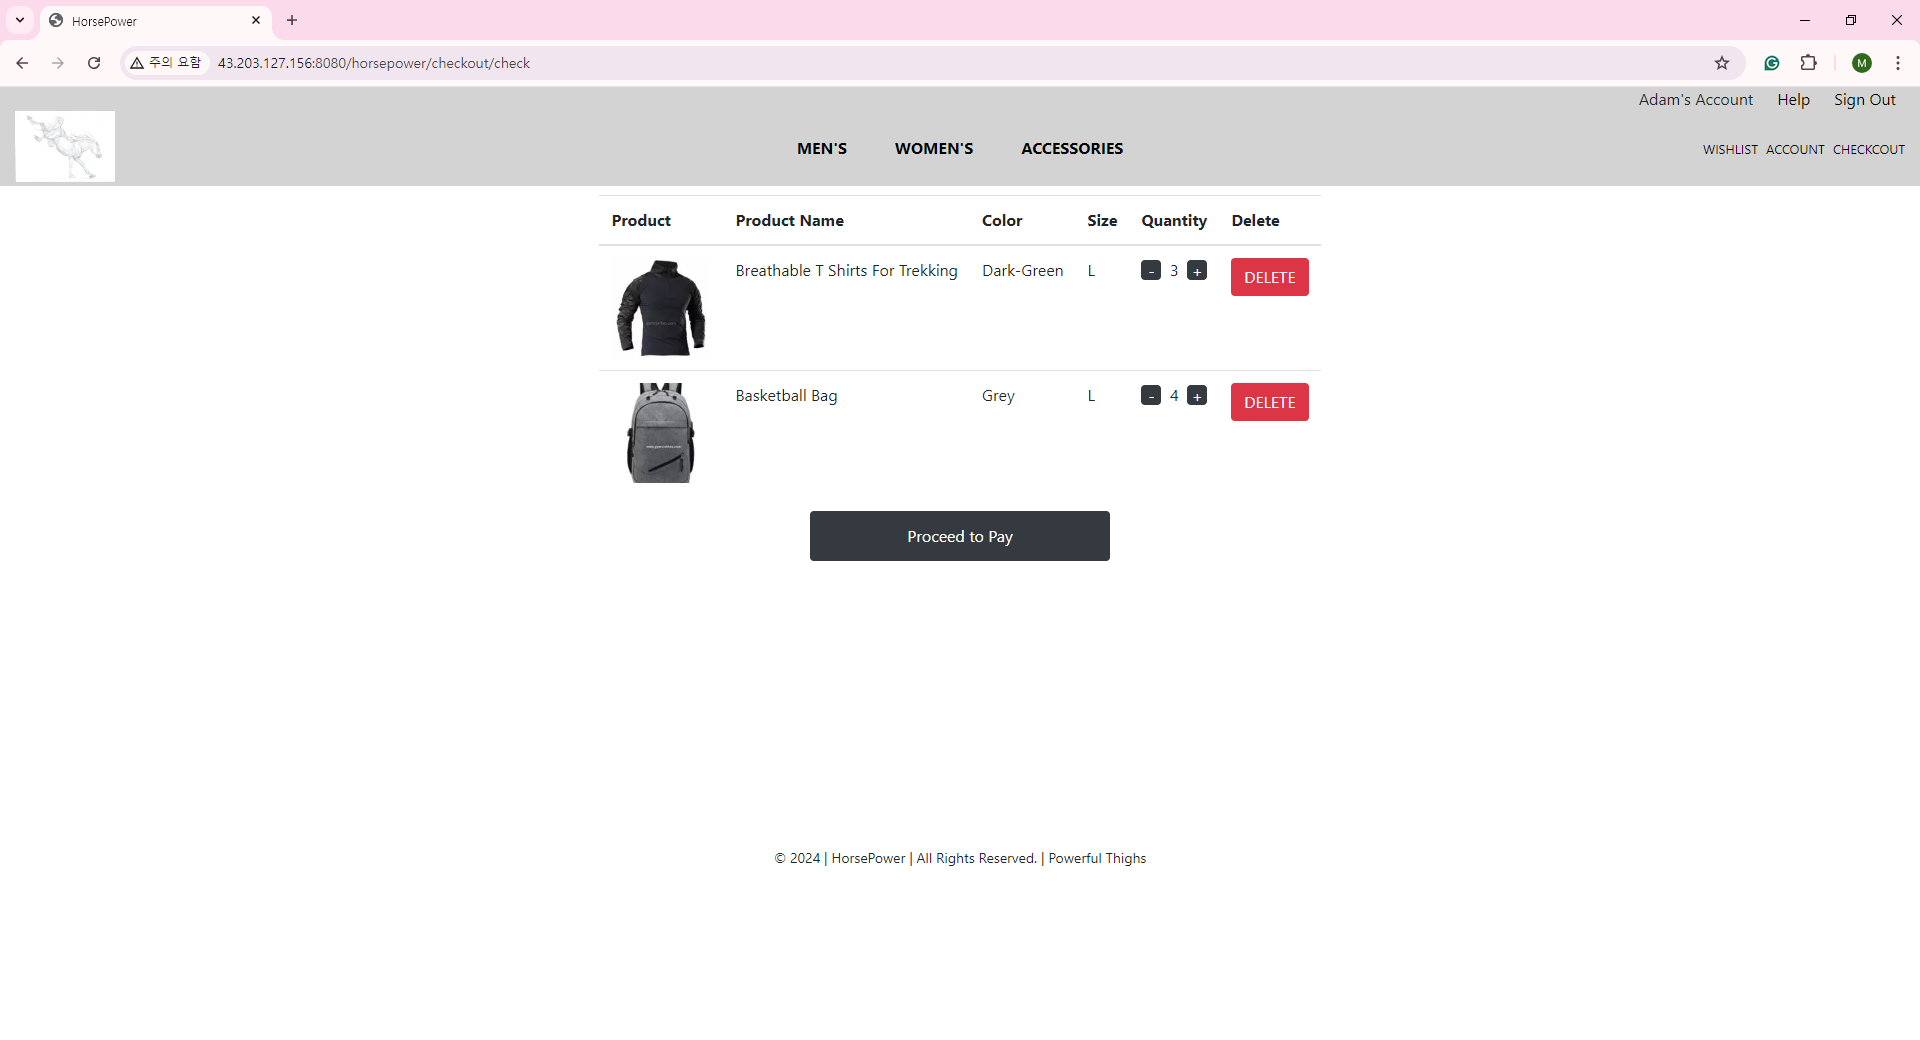 HorsePower
주의 요함
43.203.127.156:8080/horsepower/checkout/check
M
Adam's Account Help Sign Out
MEN'S WOMEN'S ACCESSORIES
WISHLIST ACCOUNT CHECKCOUT
Product Product Name Color Size Quantity Delete
Breathable T Shirts For Trekking Dark-Green L - 3 + DELETE
Basketball Bag Grey L - 4 + DELETE
Proceed to Pay
© 2024 | HorsePower | All Rights Reserved. | Powerful Thighs